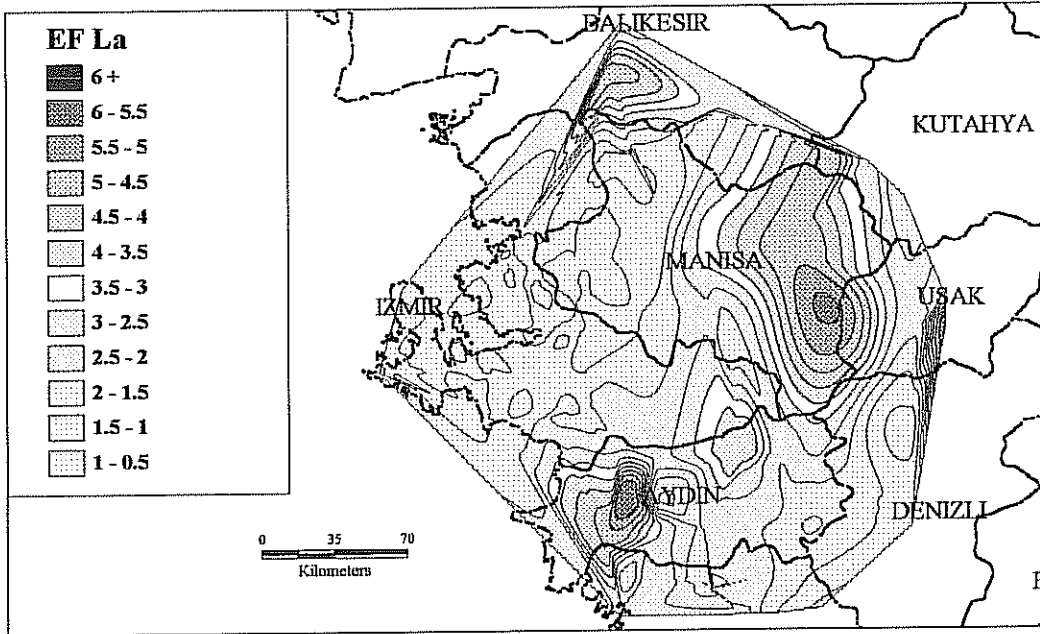 EF La
6 +
6 - 5.5
5.5 - 5
5 - 4.5
4.5 - 4
4 - 3.5
3.5 - 3
3 - 2.5
2.5 - 2
2 - 1.5
1.5 - 1
1 - 0.5
BALIKESIR
KUTAHYA
MANISA
USAK
IZMIR
AYDIN
DENIZLI
0 35 70
Kilometers